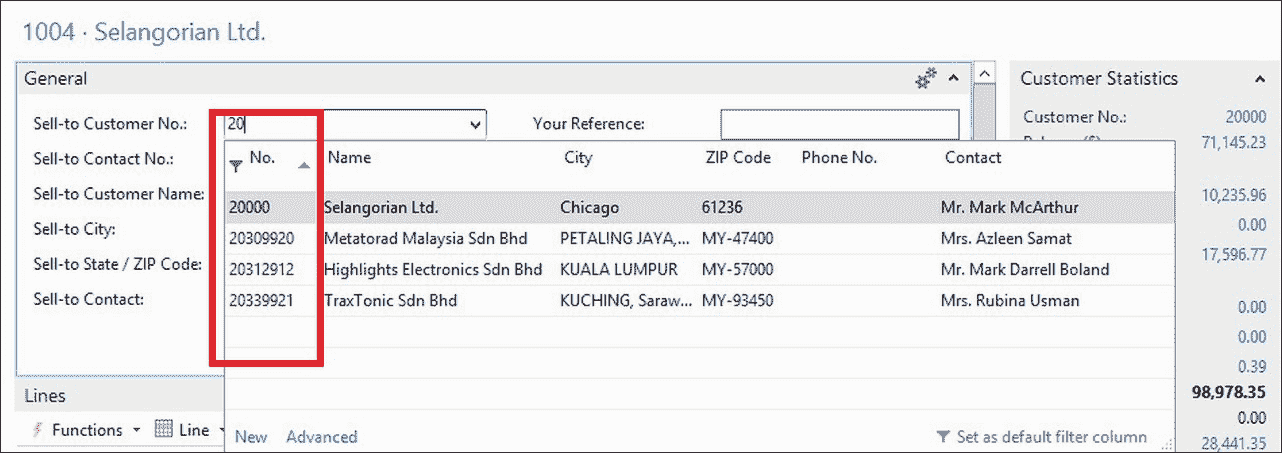 1004 · Selangorian Ltd.
General
Customer Statistics
Sell-to Customer No.: 20 Your Reference:
Customer No.: 20000
71,145.23
Sell-to Contact No.:
No. Name City ZIP Code Phone No. Contact
Sell-to Customer Name:
10,235.96
20000 Selangorian Ltd. Chicago 61236 Mr. Mark McArthur
0.00
Sell-to City:
20309920 Metatorad Malaysia Sdn Bhd PETALING JAYA,... MY-47400 Mrs. Azleen Samat
17,596.77
Sell-to State / ZIP Code:
20312912 Highlights Electronics Sdn Bhd KUALA LUMPUR MY-57000 Mr. Mark Darrell Boland
Sell-to Contact:
20339921 TraxTonic Sdn Bhd KUCHING, Saraw... MY-93450 Mrs. Rubina Usman
0.00
0.00
0.39
Lines
98,978.35
0.00
Functions Line
New Advanced Set as default filter column
28,441.35